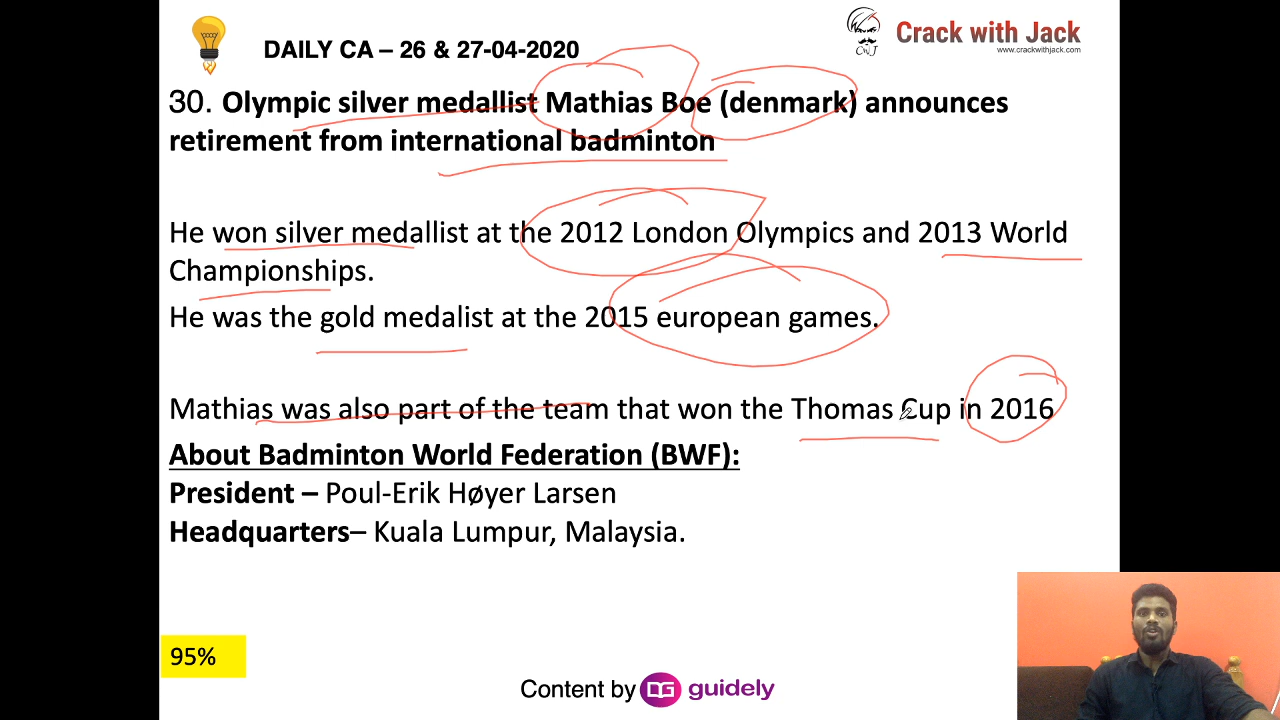 DAILY CA – 26 & 27-04-2020
CwJ
Crack with Jack
www.crackwithjack.com
30. Olympic silver medallist Mathias Boe (denmark) announces
retirement from international badminton
He won silver medallist at the 2012 London Olympics and 2013 World
Championships.
He was the gold medalist at the 2015 european games.
Mathias was also part of the team that won the Thomas Cup in 2016
About Badminton World Federation (BWF):
President – Poul-Erik Høyer Larsen
Headquarters– Kuala Lumpur, Malaysia.
95%
Content by DG guidely